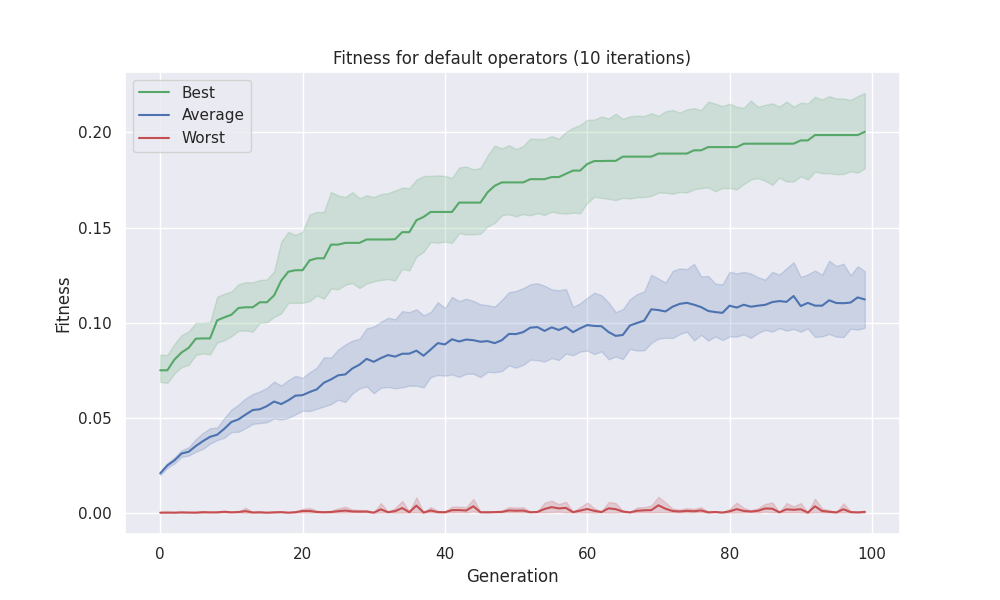 Fitness for default operators (10 iterations)
Best
Average
Worst
Fitness
0.20
0.15
0.10
0.05
0.00
0 20 40 60 80 100
Generation